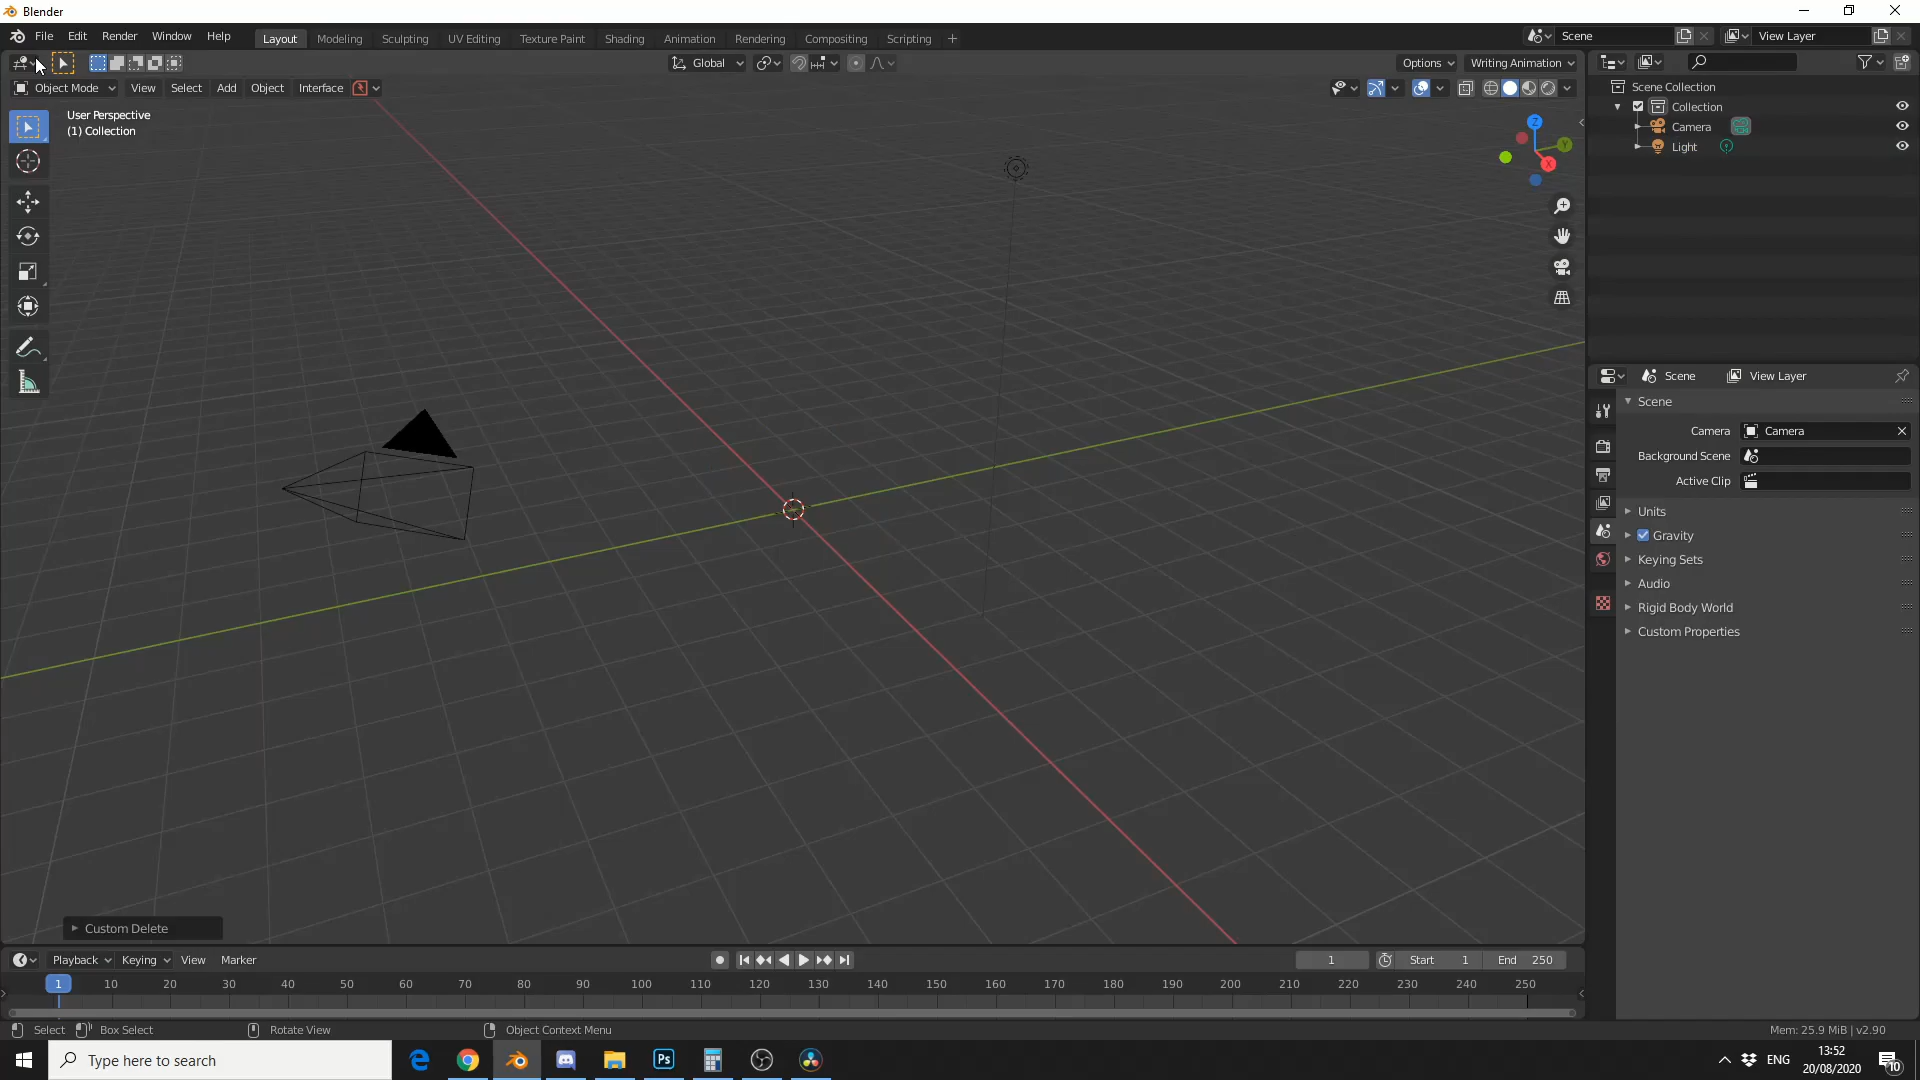 Blender
File Edit Render Window Help
Layout Modeling Sculpting UV Editing Texture Paint Shading Animation Rendering Compositing Scripting +
Scene
View Layer
Global
Options
Writing Animation
Object Mode View Select Add Object Interface
User Perspective
(1) Collection
Z
Y
X
Scene Collection
Collection
Camera
Light
Scene View Layer
Scene
Camera Camera
Background Scene
Active Clip
Units
Gravity
Keying Sets
Audio
Rigid Body World
Custom Properties
Custom Delete
Playback Keying View Marker
1 Start 1 End 250
1 10 20 30 40 50 60 70 80 90 100 110 120 130 140 150 160 170 180 190 200 210 220 230 240 250
Select Box Select Rotate View Object Context Menu
Mem: 25.9 MiB | v2.90
Type here to search
Ps
ENG
13:52
20/08/2020
10